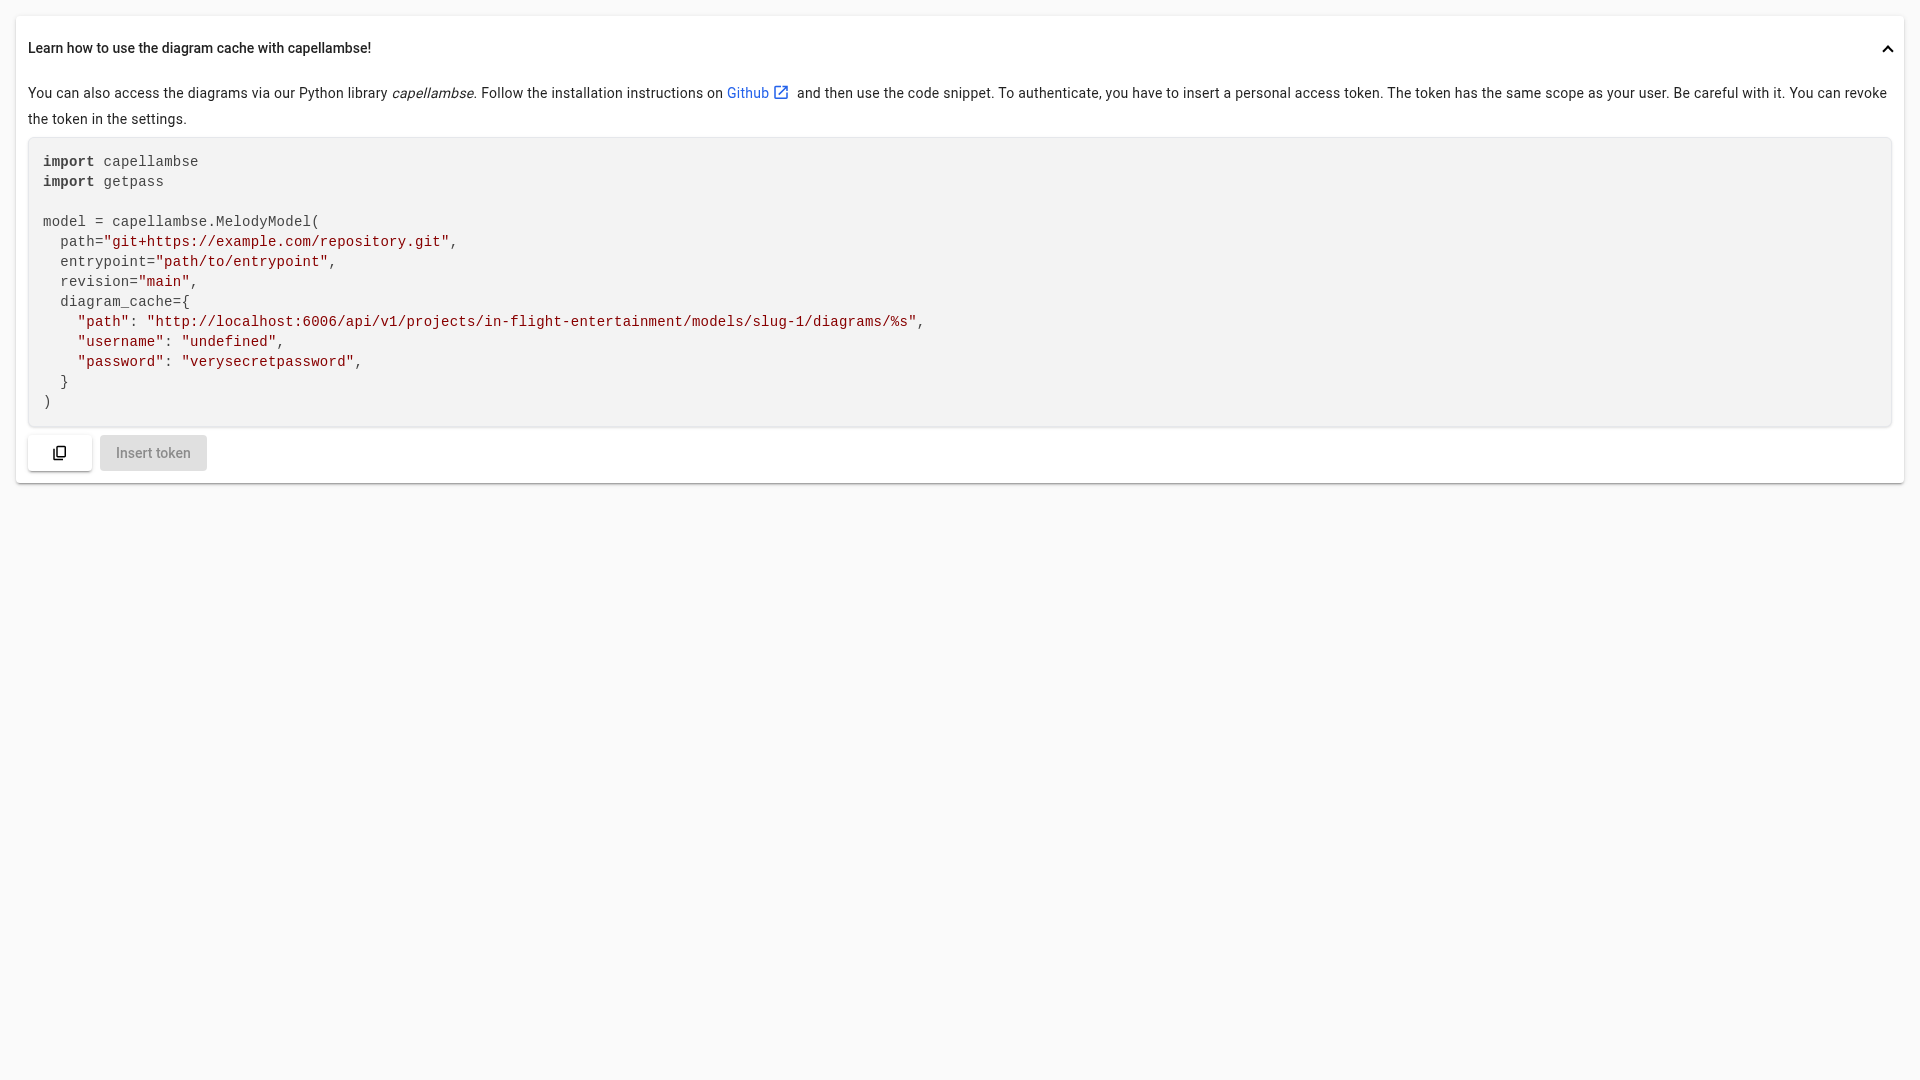 Learn how to use the diagram cache with capellambse!
You can also access the diagrams via our Python library capellambse. Follow the installation instructions on Github and then use the code snippet. To authenticate, you have to insert a personal access token. The token has the same scope as your user. Be careful with it. You can revoke
the token in the settings.
import capellambse
import getpass

model = capellambse.MelodyModel(
  path="git+https://example.com/repository.git",
  entrypoint="path/to/entrypoint",
  revision="main",
  diagram_cache={
    "path": "http://localhost:6006/api/v1/projects/in-flight-entertainment/models/slug-1/diagrams/%s",
    "username": "undefined",
    "password": "verysecretpassword",
  }
)
Insert token